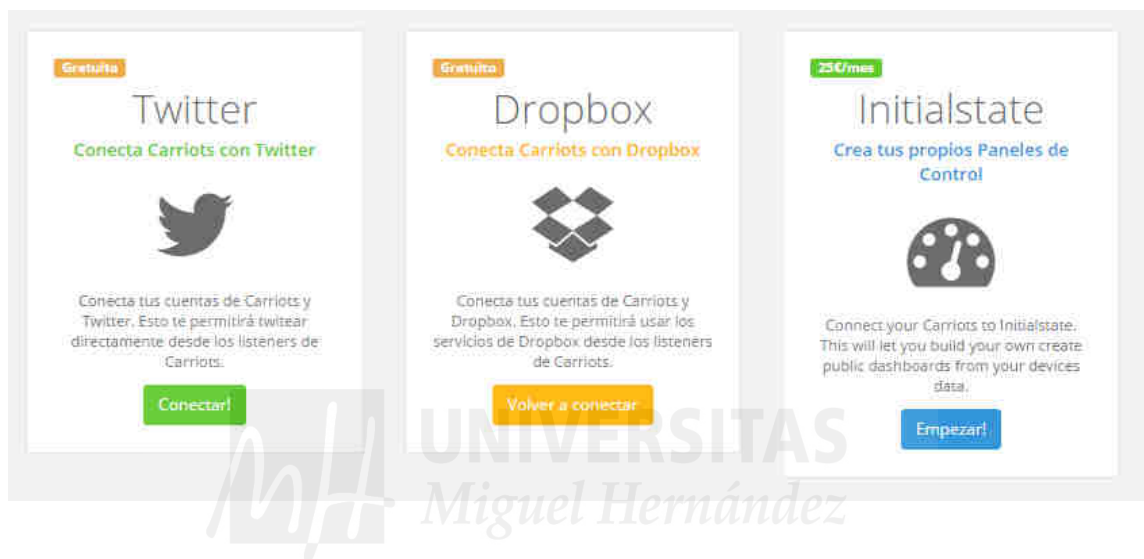 Gratuita
Twitter
Conecta Carriots con Twitter
Conecta tus cuentas de Carriots y
Twitter. Esto te permitirá twitear
directamente desde los listeners de
Carriots.
Conectar!
Gratuita
Dropbox
Conecta Carriots con Dropbox
Conecta tus cuentas de Carriots y
Dropbox. Esto te permitirá usar los
servicios de Dropbox desde los listeners
de Carriots.
Volver a conectar
25€/mes
Initialstate
Crea tus propios Paneles de
Control
Connect your Carriots to Initialstate.
This will let you build your own create
public dashboards from your devices
data.
Empezar!
UNIVERSITAS
Miguel Hernández